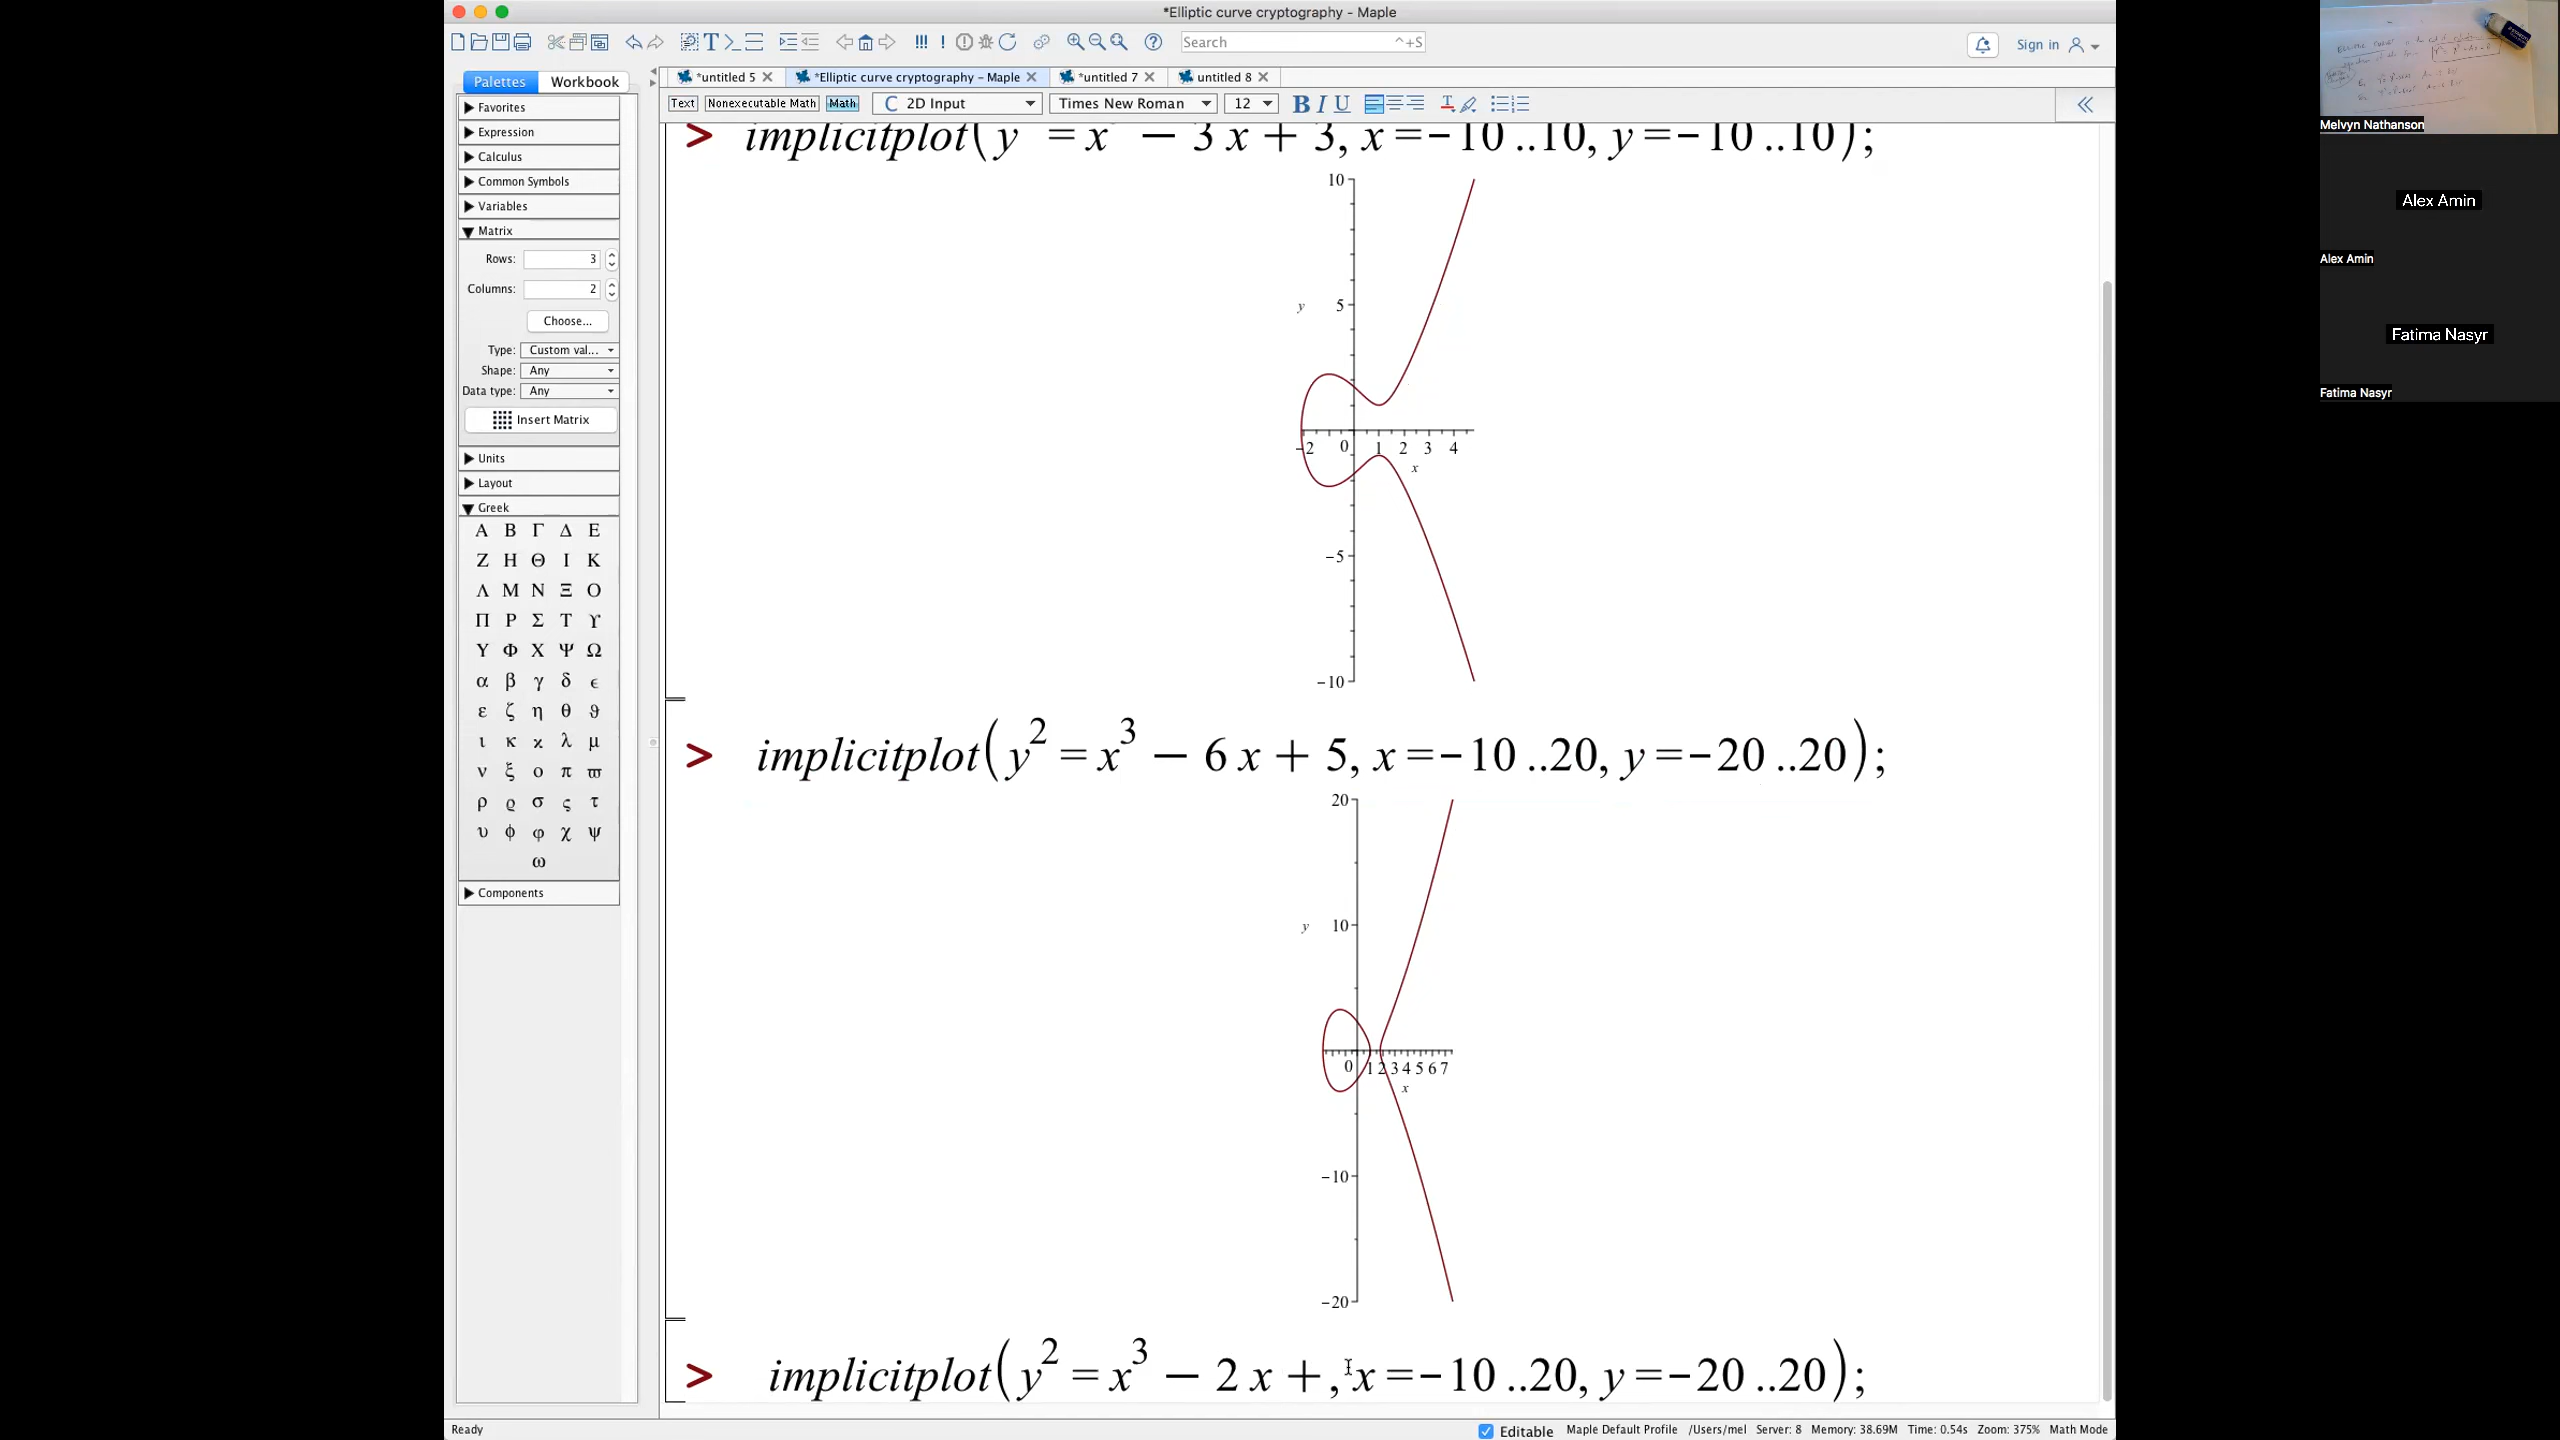 *Elliptic curve cryptography - Maple
Search
^+S
Sign in
Palettes
Workbook
*untitled 5
*Elliptic curve cryptography – Maple
*untitled 7
untitled 8
Text
Nonexecutable Math
Math
C 2D Input
Times New Roman
12
B I U
Favorites
Expression
Calculus
Common Symbols
Variables
Matrix
Rows: 3
Columns: 2
Choose...
Type: Custom val...
Shape: Any
Data type: Any
Insert Matrix
Units
Layout
Greek
Α Β Γ Δ Ε
Ζ Η Θ Ι Κ
Λ Μ Ν Ξ Ο
Π Ρ Σ Τ ϒ
Υ Φ Χ Ψ Ω
α β γ δ ϵ
ε ζ η θ ϑ
ι κ ϰ λ μ
ν ξ ο π ϖ
ρ ϱ σ ς τ
υ ϕ φ χ ψ
ω
Components
> implicitplot(y = x − 3 x + 3, x = −10 ..10, y = −10 ..10);
10
y 5
−2 0 1 2 3 4
x
−5
−10
> implicitplot(y² = x³ − 6 x + 5, x = −10 ..20, y = −20 ..20);
20
y 10
0 1 2 3 4 5 6 7
x
−10
−20
> implicitplot(y² = x³ − 2 x + , x = −10 ..20, y = −20 ..20);
Ready
Editable
Maple Default Profile
/Users/mel
Server: 8
Memory: 38.69M
Time: 0.54s
Zoom: 375%
Math Mode
Melvyn Nathanson
Alex Amin
Alex Amin
Fatima Nasyr
Fatima Nasyr